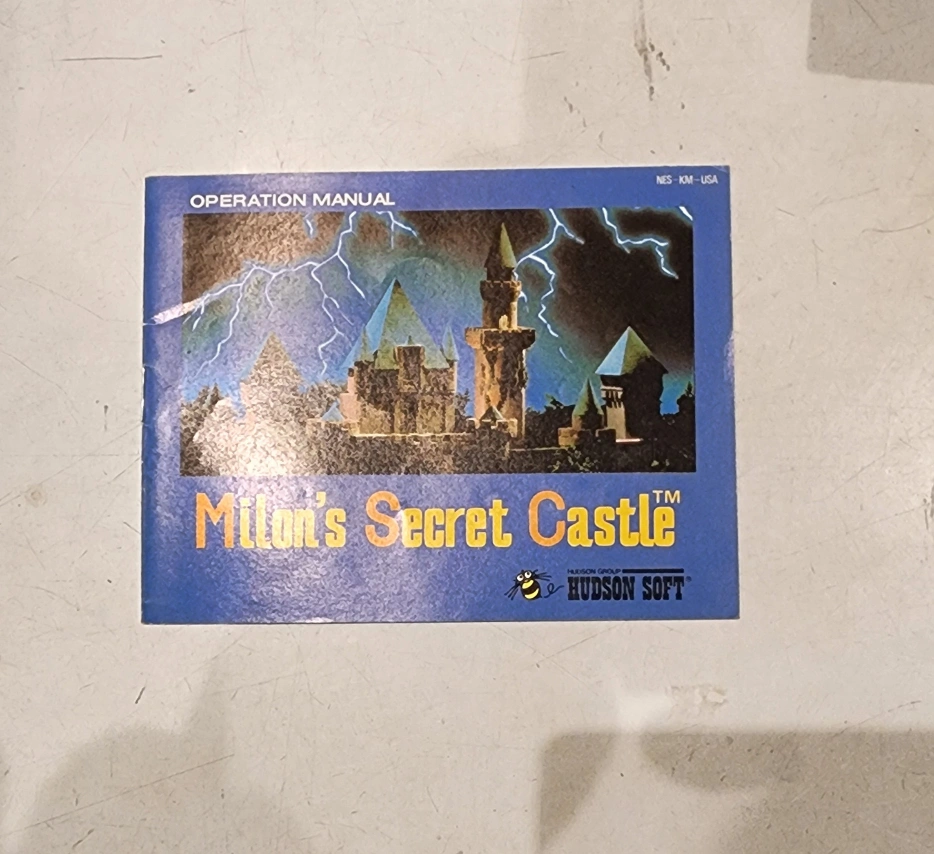 NES-KM-USA
OPERATION MANUAL
Milon's Secret Castle™
HUDSON GROUP
HUDSON SOFT®